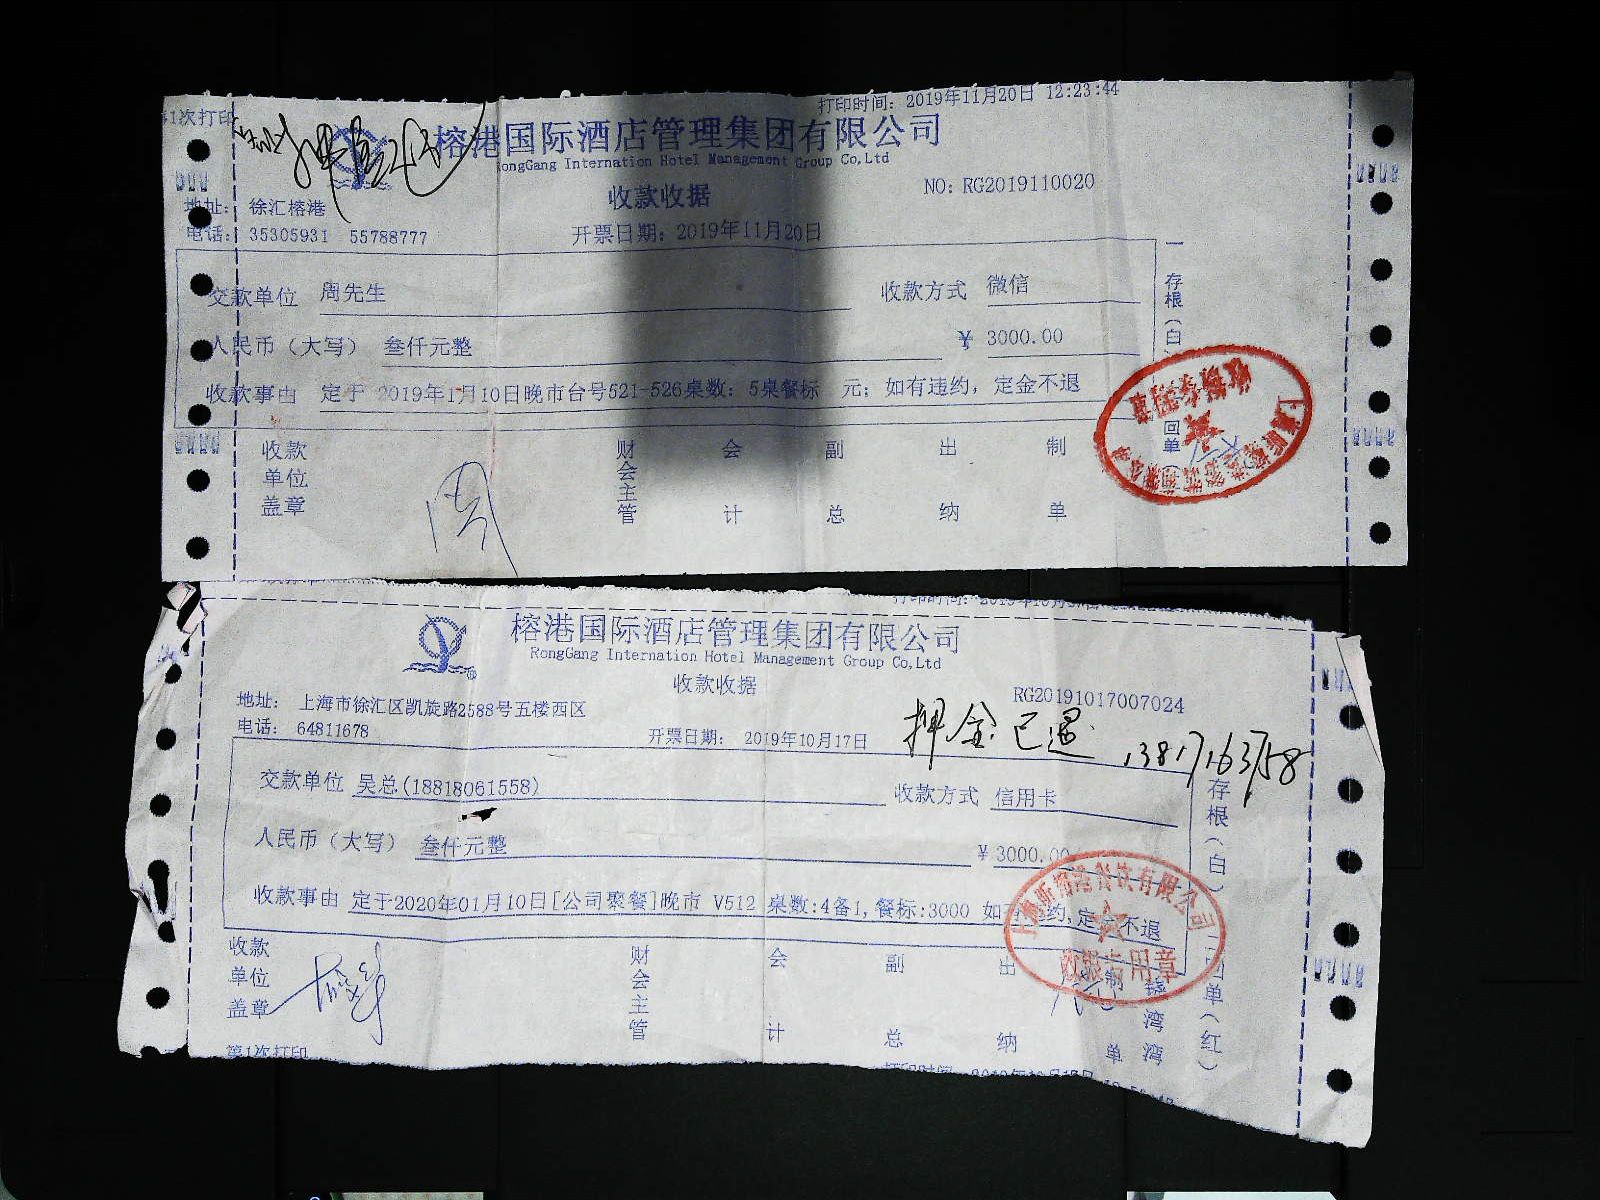 第1次打印
打印时间：2019年11月20日 12:23:44
榕港国际酒店管理集团有限公司
RongGang Internation Hotel Management Group Co,Ltd
收款收据
NO: RG2019110020
地址： 徐汇榕港
电话： 35305931 55788777
开票日期：2019年11月20日
交款单位 周先生 收款方式 微信
人民币（大写） 叁仟元整 ¥ 3000.00
收款事由 定于 2019年1月10日晚市台号521-526桌数：5桌餐标 元；如有违约，定金不退
收款单位盖章 财会主管 会计 副总 出纳 制单
周
榕港国际酒店管理集团有限公司
RongGang Internation Hotel Management Group Co,Ltd
收款收据
RG20191017007024
地址： 上海市徐汇区凯旋路2588号五楼西区
电话： 64811678
开票日期： 2019年10月17日
押金已退
交款单位 吴总(18818061558) 收款方式 信用卡
人民币（大写） 叁仟元整 ¥ 3000.00
收款事由 定于2020年01月10日[公司聚餐]晚市 V512 桌数:4备1,餐标:3000 如有违约,定金不退
收款单位盖章 财会主管 会计 副总 出纳 制单
湾湾
存根（白） 回单（红）
第1次打印